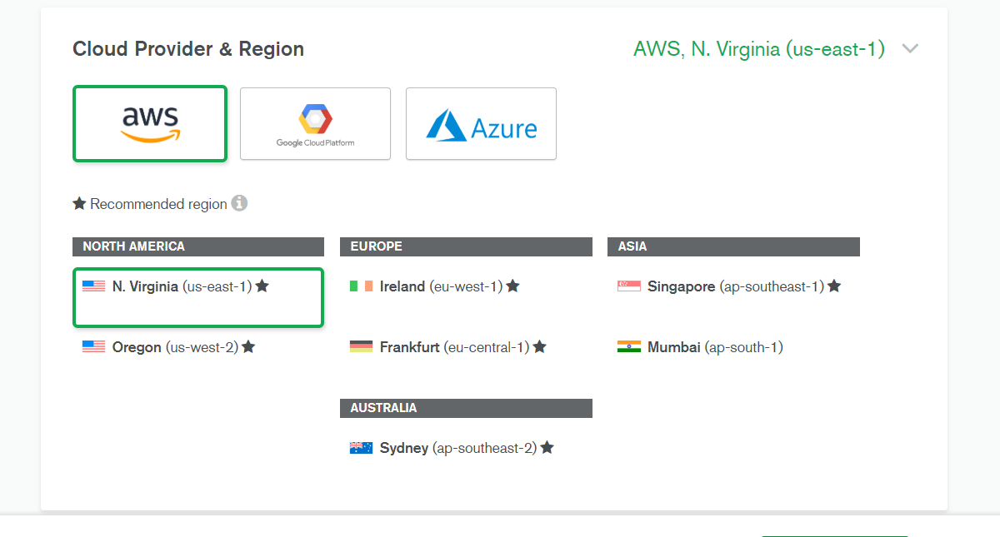 Cloud Provider & Region
AWS, N. Virginia (us-east-1)
aws
Google Cloud Platform
Azure
Recommended region
NORTH AMERICA
N. Virginia (us-east-1)
Oregon (us-west-2)
EUROPE
Ireland (eu-west-1)
Frankfurt (eu-central-1)
AUSTRALIA
Sydney (ap-southeast-2)
ASIA
Singapore (ap-southeast-1)
Mumbai (ap-south-1)